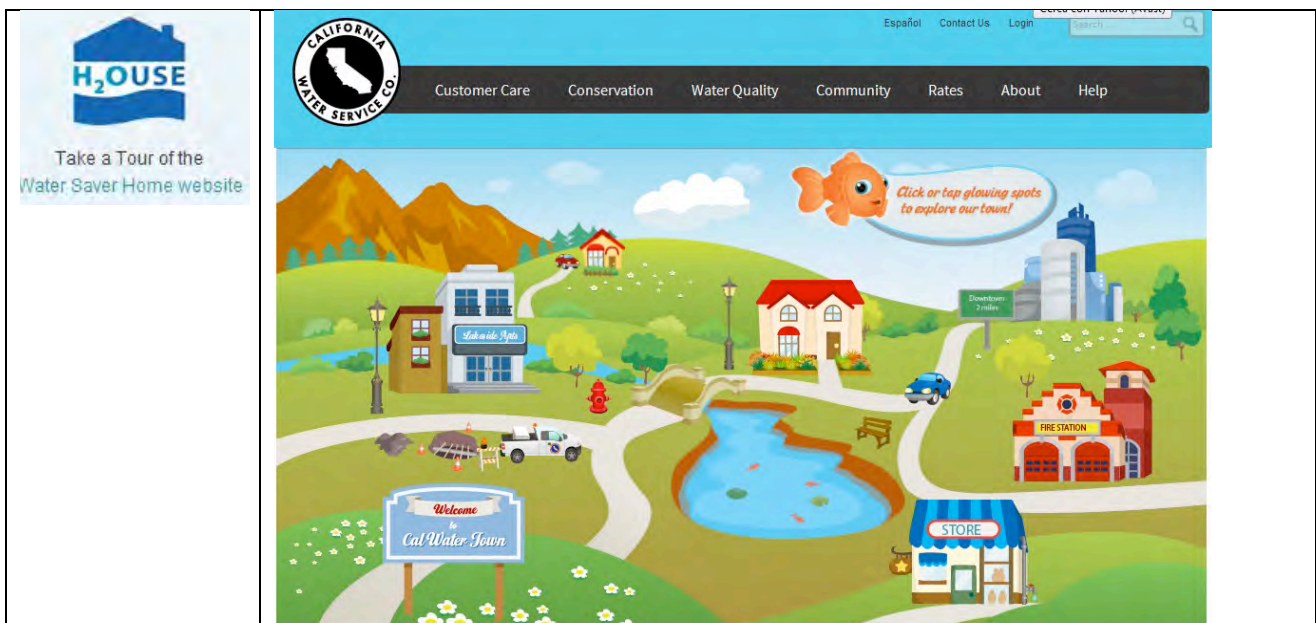 H2OUSE
Take a Tour of the
Water Saver Home website
Español Contact Us Login
Search
CALIFORNIA
WATER SERVICE CO.
Customer Care Conservation Water Quality Community Rates About Help
Click or tap glowing spots
to explore our town!
Downtown
2 miles
Lakeside Apts
FIRE STATION
Welcome
to
Cal Water Town
STORE